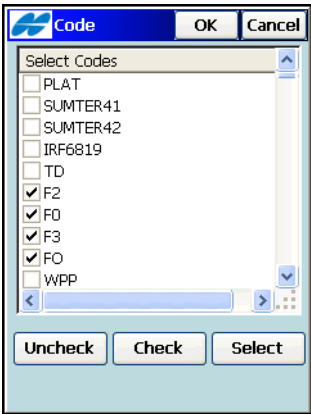 Code OK Cancel
Select Codes
PLAT
SUMTER41
SUMTER42
IRF6819
TD
F2
F0
F3
FO
WPP
Uncheck Check Select